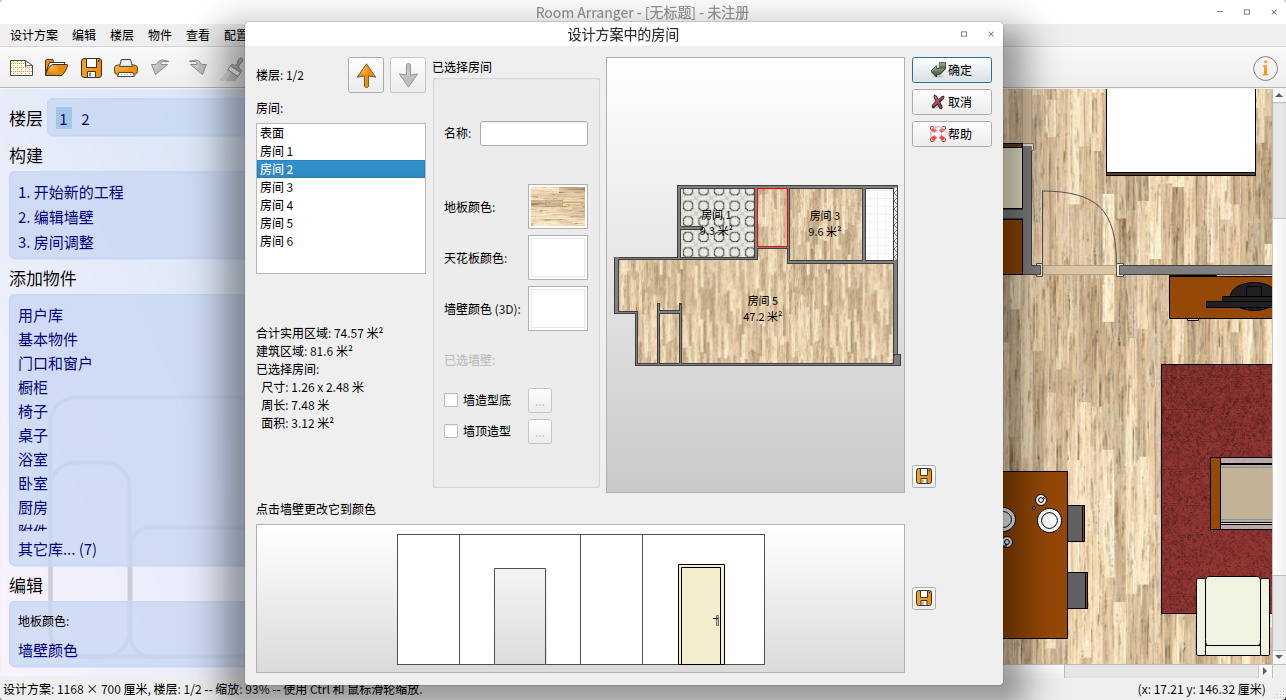 Room Arranger - [无标题] - 未注册
设计方案 编辑 楼层 物件 查看 配置
楼层 1 2
构建
1. 开始新的工程
2. 编辑墙壁
3. 房间调整
添加物件
用户库
基本物件
门口和窗户
橱柜
椅子
桌子
浴室
卧室
厨房
附件
其它库... (7)
编辑
地板颜色:
墙壁颜色
设计方案中的房间
楼层: 1/2
房间:
表面
房间 1
房间 2
房间 3
房间 4
房间 5
房间 6
合计实用区域: 74.57 米²
建筑区域: 81.6 米²
已选择房间:
尺寸: 1.26 x 2.48 米
周长: 7.48 米
面积: 3.12 米²
已选择房间
名称:
地板颜色:
天花板颜色:
墙壁颜色 (3D):
已选墙壁:
墙造型底 ...
墙顶造型 ...
房间 1
9.3 米²
房间 3
9.6 米²
房间 5
47.2 米²
确定
取消
帮助
点击墙壁更改它到颜色
设计方案: 1168 × 700 厘米, 楼层: 1/2 -- 缩放: 93% -- 使用 Ctrl 和 鼠标滑轮缩放.
(x: 17.21 y: 146.32 厘米)